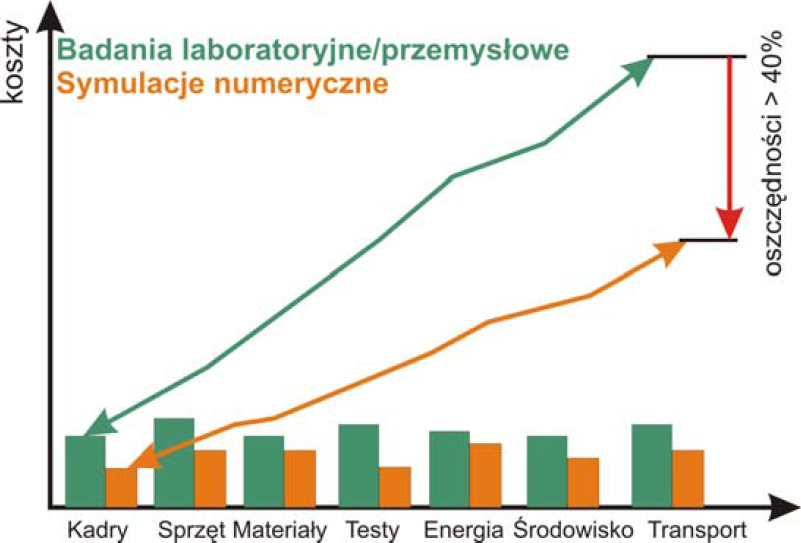 koszty
Badania laboratoryjne/przemysłowe
Symulacje numeryczne
oszczędności > 40%
Kadry Sprzęt Materiały Testy Energia Środowisko Transport